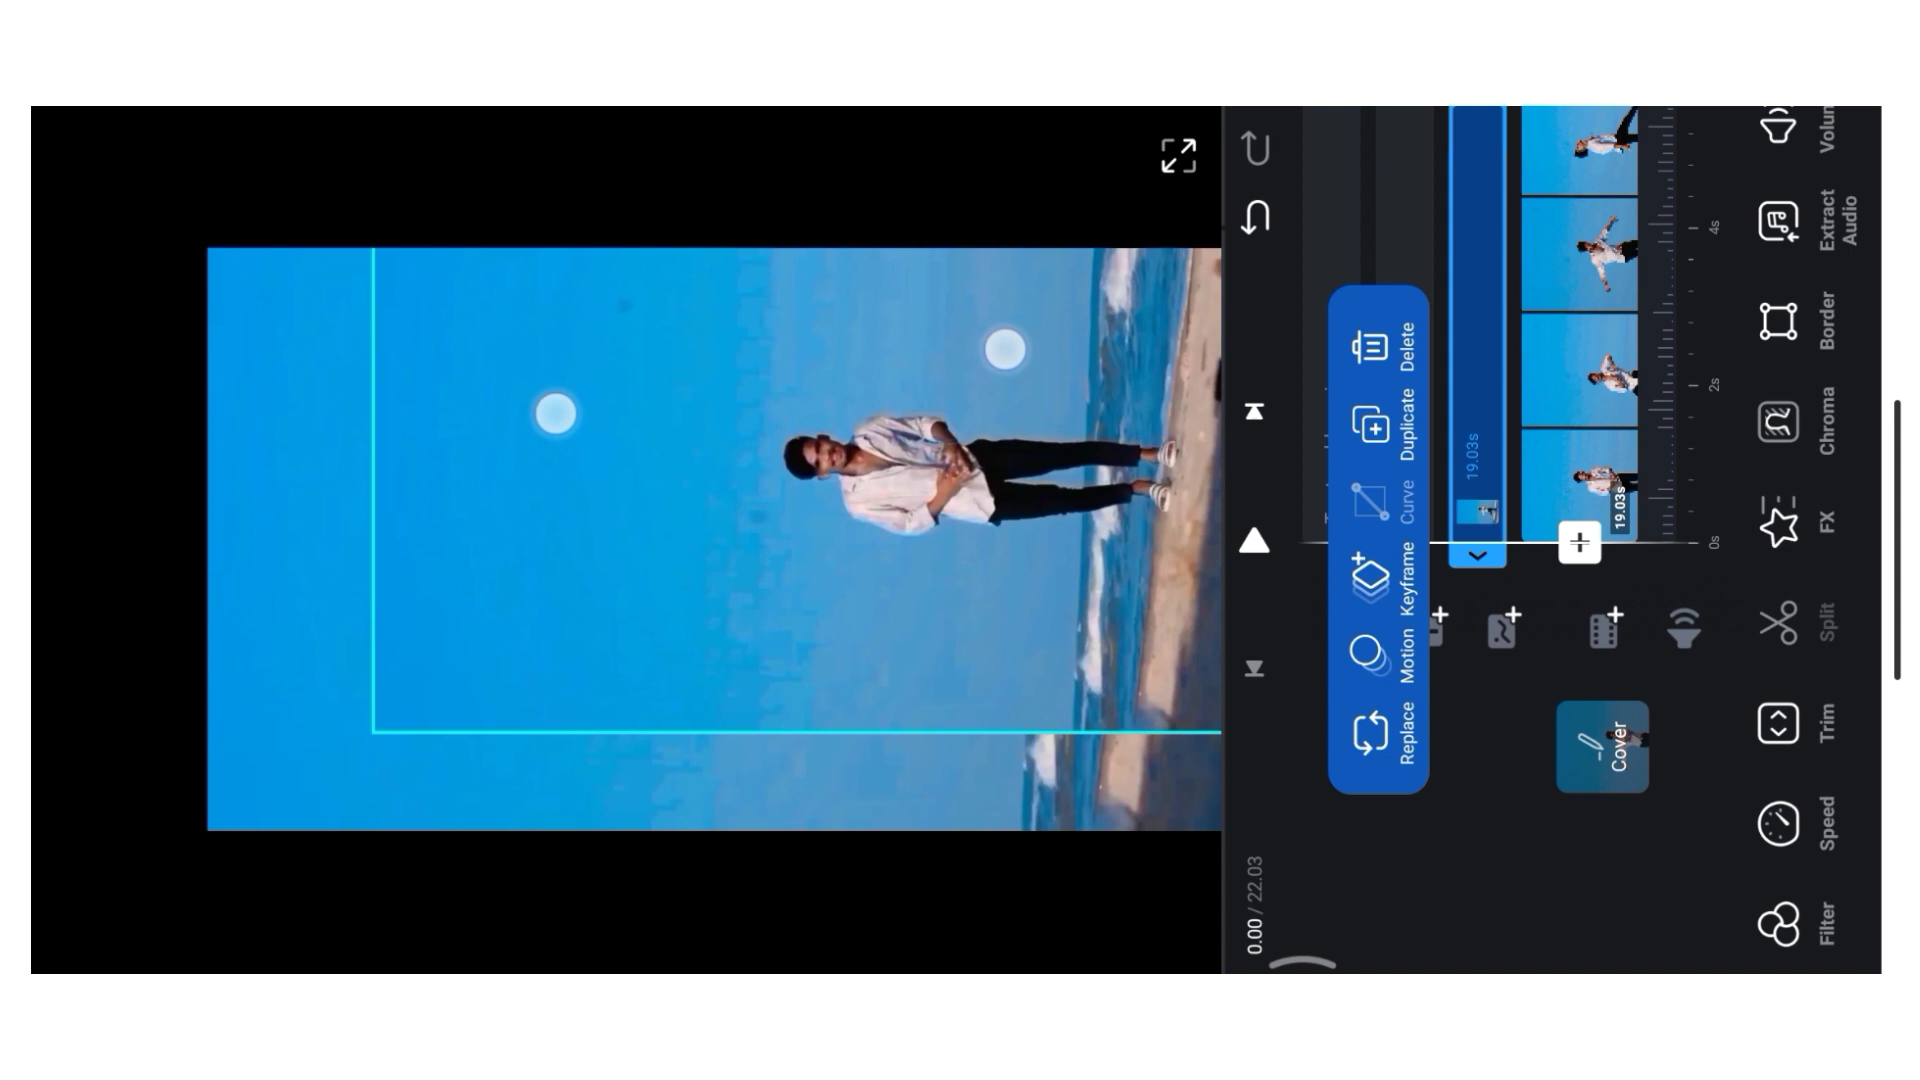 0.00 / 22.03
Replace Motion Keyframe Curve Duplicate Delete
19.03s
Cover 19.03s
0s 2s 4s
Filter Speed Trim Split FX Chroma Border Extract Volum
Audio